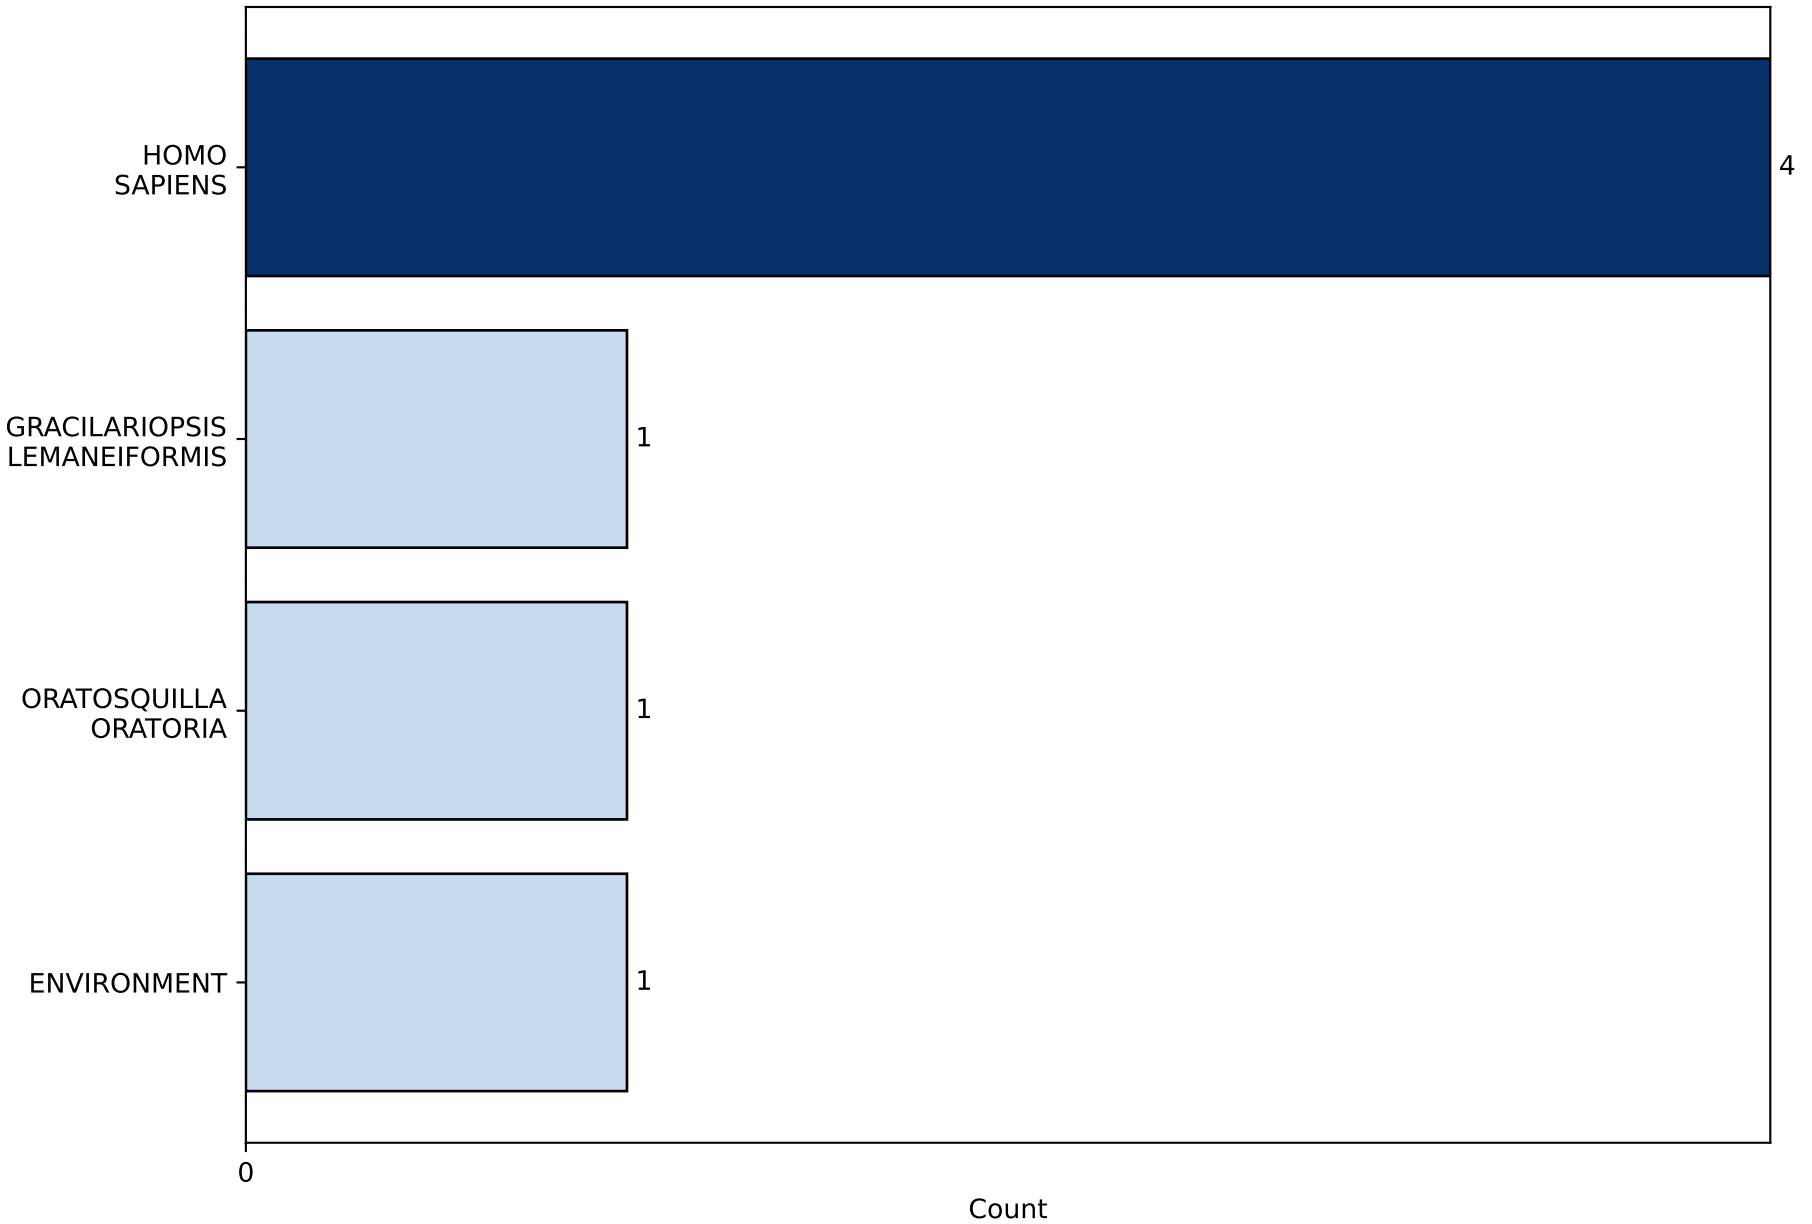 HOMO
SAPIENS
4
GRACILARIOPSIS
LEMANEIFORMIS
1
ORATOSQUILLA
ORATORIA
1
ENVIRONMENT
1
0
Count